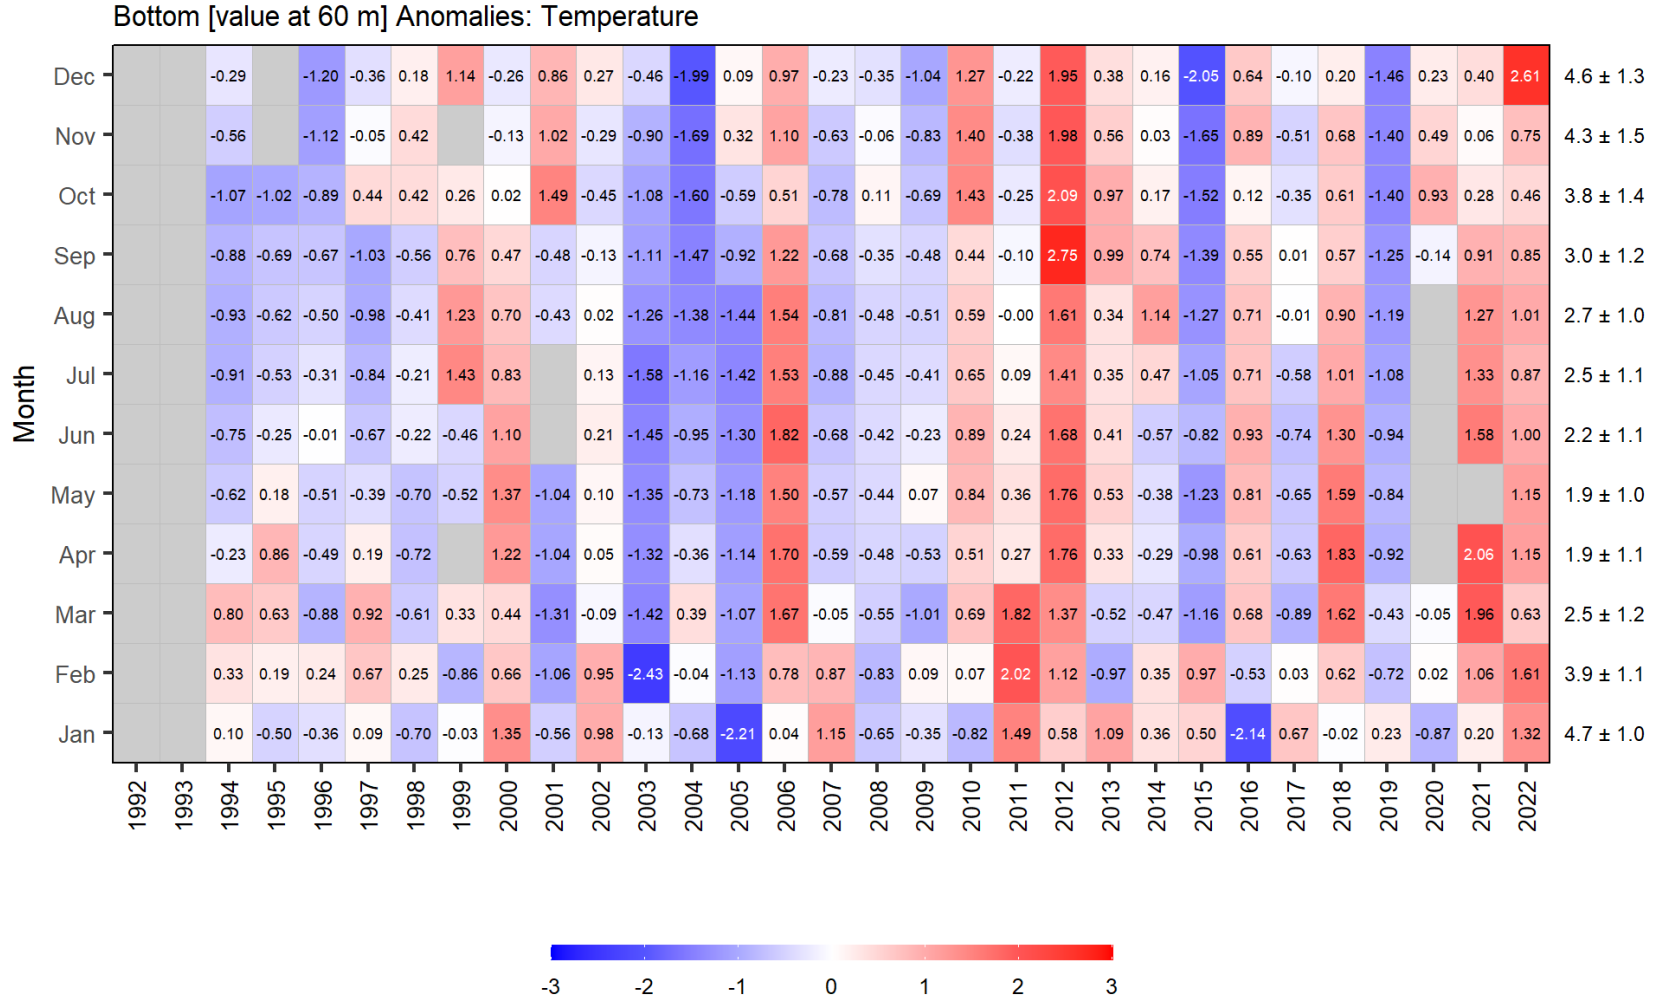 Bottom [value at 60 m] Anomalies: Temperature
Month
Dec -0.29 -1.20 -0.36 0.18 1.14 -0.26 0.86 0.27 -0.46 -1.99 0.09 0.97 -0.23 -0.35 -1.04 1.27 -0.22 1.95 0.38 0.16 -2.05 0.64 -0.10 0.20 -1.46 0.23 0.40 2.61 4.6 ± 1.3
Nov -0.56 -1.12 -0.05 0.42 -0.13 1.02 -0.29 -0.90 -1.69 0.32 1.10 -0.63 -0.06 -0.83 1.40 -0.38 1.98 0.56 0.03 -1.65 0.89 -0.51 0.68 -1.40 0.49 0.06 0.75 4.3 ± 1.5
Oct -1.07 -1.02 -0.89 0.44 0.42 0.26 0.02 1.49 -0.45 -1.08 -1.60 -0.59 0.51 -0.78 0.11 -0.69 1.43 -0.25 2.09 0.97 0.17 -1.52 0.12 -0.35 0.61 -1.40 0.93 0.28 0.46 3.8 ± 1.4
Sep -0.88 -0.69 -0.67 -1.03 -0.56 0.76 0.47 -0.48 -0.13 -1.11 -1.47 -0.92 1.22 -0.68 -0.35 -0.48 0.44 -0.10 2.75 0.99 0.74 -1.39 0.55 0.01 0.57 -1.25 -0.14 0.91 0.85 3.0 ± 1.2
Aug -0.93 -0.62 -0.50 -0.98 -0.41 1.23 0.70 -0.43 0.02 -1.26 -1.38 -1.44 1.54 -0.81 -0.48 -0.51 0.59 -0.00 1.61 0.34 1.14 -1.27 0.71 -0.01 0.90 -1.19 1.27 1.01 2.7 ± 1.0
Jul -0.91 -0.53 -0.31 -0.84 -0.21 1.43 0.83 0.13 -1.58 -1.16 -1.42 1.53 -0.88 -0.45 -0.41 0.65 0.09 1.41 0.35 0.47 -1.05 0.71 -0.58 1.01 -1.08 1.33 0.87 2.5 ± 1.1
Jun -0.75 -0.25 -0.01 -0.67 -0.22 -0.46 1.10 0.21 -1.45 -0.95 -1.30 1.82 -0.68 -0.42 -0.23 0.89 0.24 1.68 0.41 -0.57 -0.82 0.93 -0.74 1.30 -0.94 1.58 1.00 2.2 ± 1.1
May -0.62 0.18 -0.51 -0.39 -0.70 -0.52 1.37 -1.04 0.10 -1.35 -0.73 -1.18 1.50 -0.57 -0.44 0.07 0.84 0.36 1.76 0.53 -0.38 -1.23 0.81 -0.65 1.59 -0.84 1.15 1.9 ± 1.0
Apr -0.23 0.86 -0.49 0.19 -0.72 1.22 -1.04 0.05 -1.32 -0.36 -1.14 1.70 -0.59 -0.48 -0.53 0.51 0.27 1.76 0.33 -0.29 -0.98 0.61 -0.63 1.83 -0.92 2.06 1.15 1.9 ± 1.1
Mar 0.80 0.63 -0.88 0.92 -0.61 0.33 0.44 -1.31 -0.09 -1.42 0.39 -1.07 1.67 -0.05 -0.55 -1.01 0.69 1.82 1.37 -0.52 -0.47 -1.16 0.68 -0.89 1.62 -0.43 -0.05 1.96 0.63 2.5 ± 1.2
Feb 0.33 0.19 0.24 0.67 0.25 -0.86 0.66 -1.06 0.95 -2.43 -0.04 -1.13 0.78 0.87 -0.83 0.09 0.07 2.02 1.12 -0.97 0.35 0.97 -0.53 0.03 0.62 -0.72 0.02 1.06 1.61 3.9 ± 1.1
Jan 0.10 -0.50 -0.36 0.09 -0.70 -0.03 1.35 -0.56 0.98 -0.13 -0.68 -2.21 0.04 1.15 -0.65 -0.35 -0.82 1.49 0.58 1.09 0.36 0.50 -2.14 0.67 -0.02 0.23 -0.87 0.20 1.32 4.7 ± 1.0
1992 1993 1994 1995 1996 1997 1998 1999 2000 2001 2002 2003 2004 2005 2006 2007 2008 2009 2010 2011 2012 2013 2014 2015 2016 2017 2018 2019 2020 2021 2022
-3 -2 -1 0 1 2 3